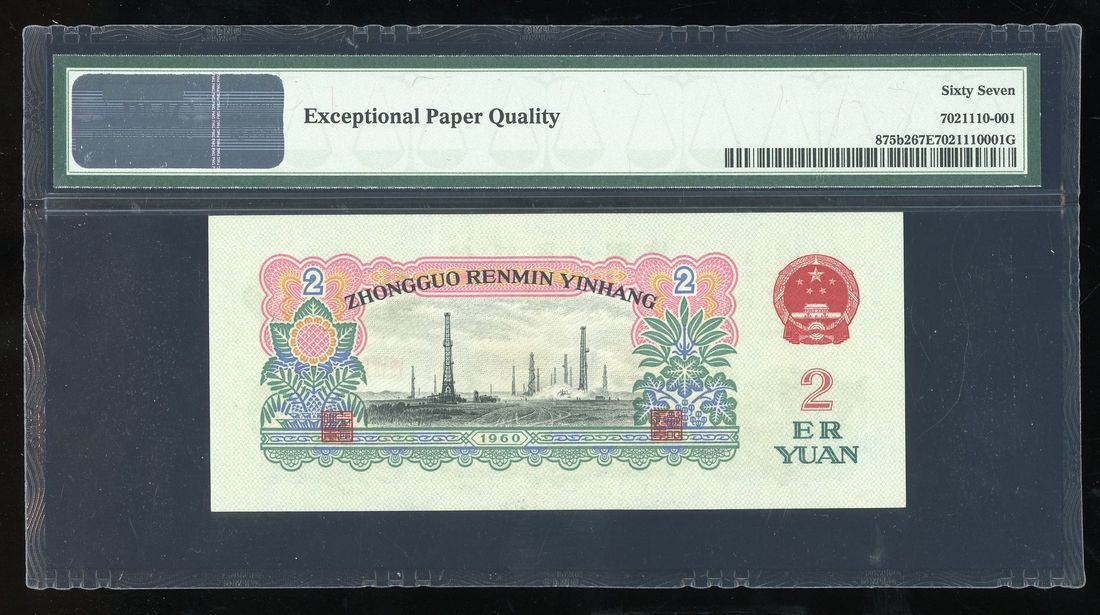 Exceptional Paper Quality
Sixty Seven
7021110-001
875b267E7021110001G
2
ZHONGGUO RENMIN YINHANG
2
1960
2
ER
YUAN